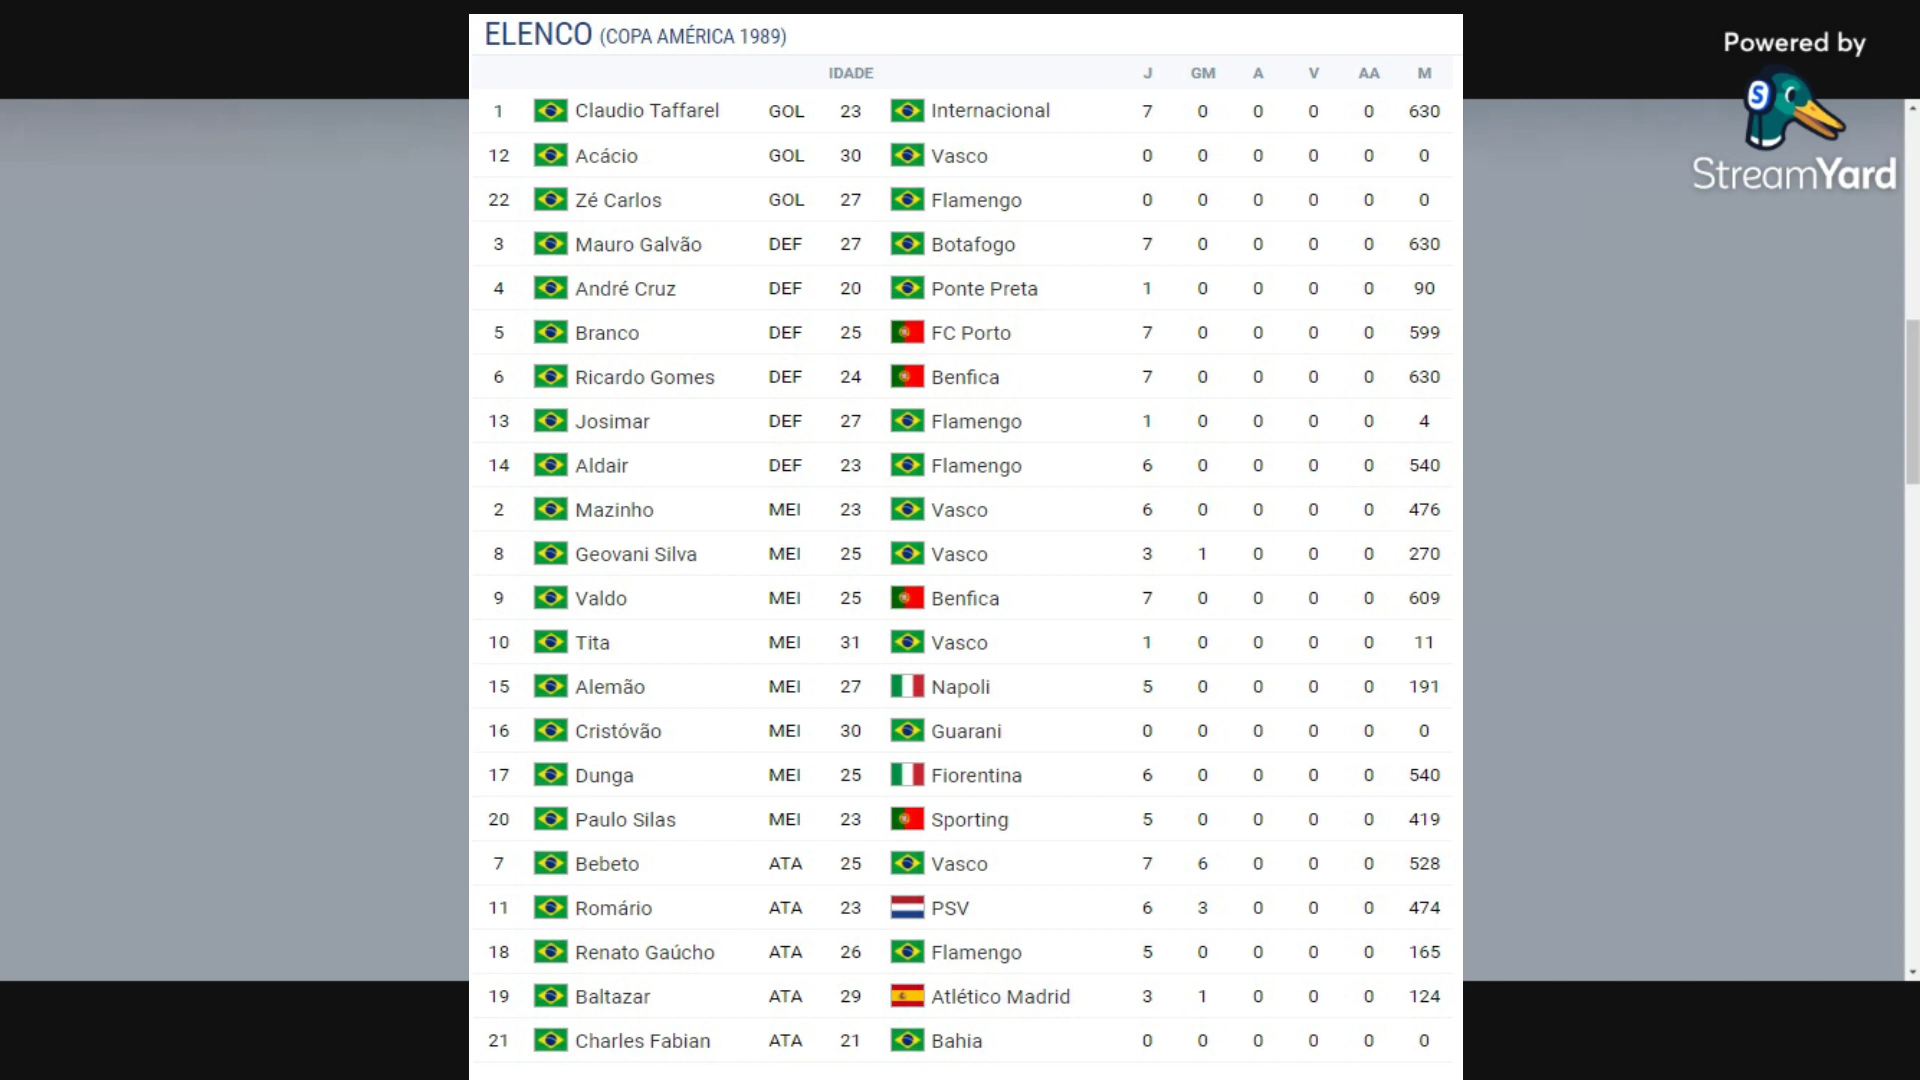 ELENCO (COPA AMÉRICA 1989)
IDADE J GM A V AA M
1 Claudio Taffarel GOL 23 Internacional 7 0 0 0 0 630
12 Acácio GOL 30 Vasco 0 0 0 0 0 0
22 Zé Carlos GOL 27 Flamengo 0 0 0 0 0 0
3 Mauro Galvão DEF 27 Botafogo 7 0 0 0 0 630
4 André Cruz DEF 20 Ponte Preta 1 0 0 0 0 90
5 Branco DEF 25 FC Porto 7 0 0 0 0 599
6 Ricardo Gomes DEF 24 Benfica 7 0 0 0 0 630
13 Josimar DEF 27 Flamengo 1 0 0 0 0 4
14 Aldair DEF 23 Flamengo 6 0 0 0 0 540
2 Mazinho MEI 23 Vasco 6 0 0 0 0 476
8 Geovani Silva MEI 25 Vasco 3 1 0 0 0 270
9 Valdo MEI 25 Benfica 7 0 0 0 0 609
10 Tita MEI 31 Vasco 1 0 0 0 0 11
15 Alemão MEI 27 Napoli 5 0 0 0 0 191
16 Cristóvão MEI 30 Guarani 0 0 0 0 0 0
17 Dunga MEI 25 Fiorentina 6 0 0 0 0 540
20 Paulo Silas MEI 23 Sporting 5 0 0 0 0 419
7 Bebeto ATA 25 Vasco 7 6 0 0 0 528
11 Romário ATA 23 PSV 6 3 0 0 0 474
18 Renato Gaúcho ATA 26 Flamengo 5 0 0 0 0 165
19 Baltazar ATA 29 Atlético Madrid 3 1 0 0 0 124
21 Charles Fabian ATA 21 Bahia 0 0 0 0 0 0
Powered by
S
StreamYard